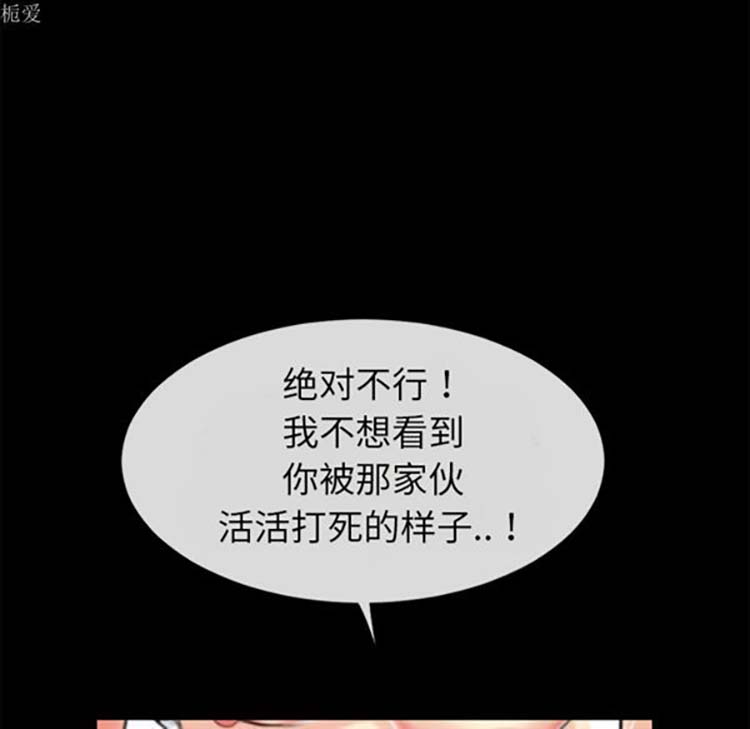 栀爱
绝对不行！
我不想看到
你被那家伙
活活打死的样子..！